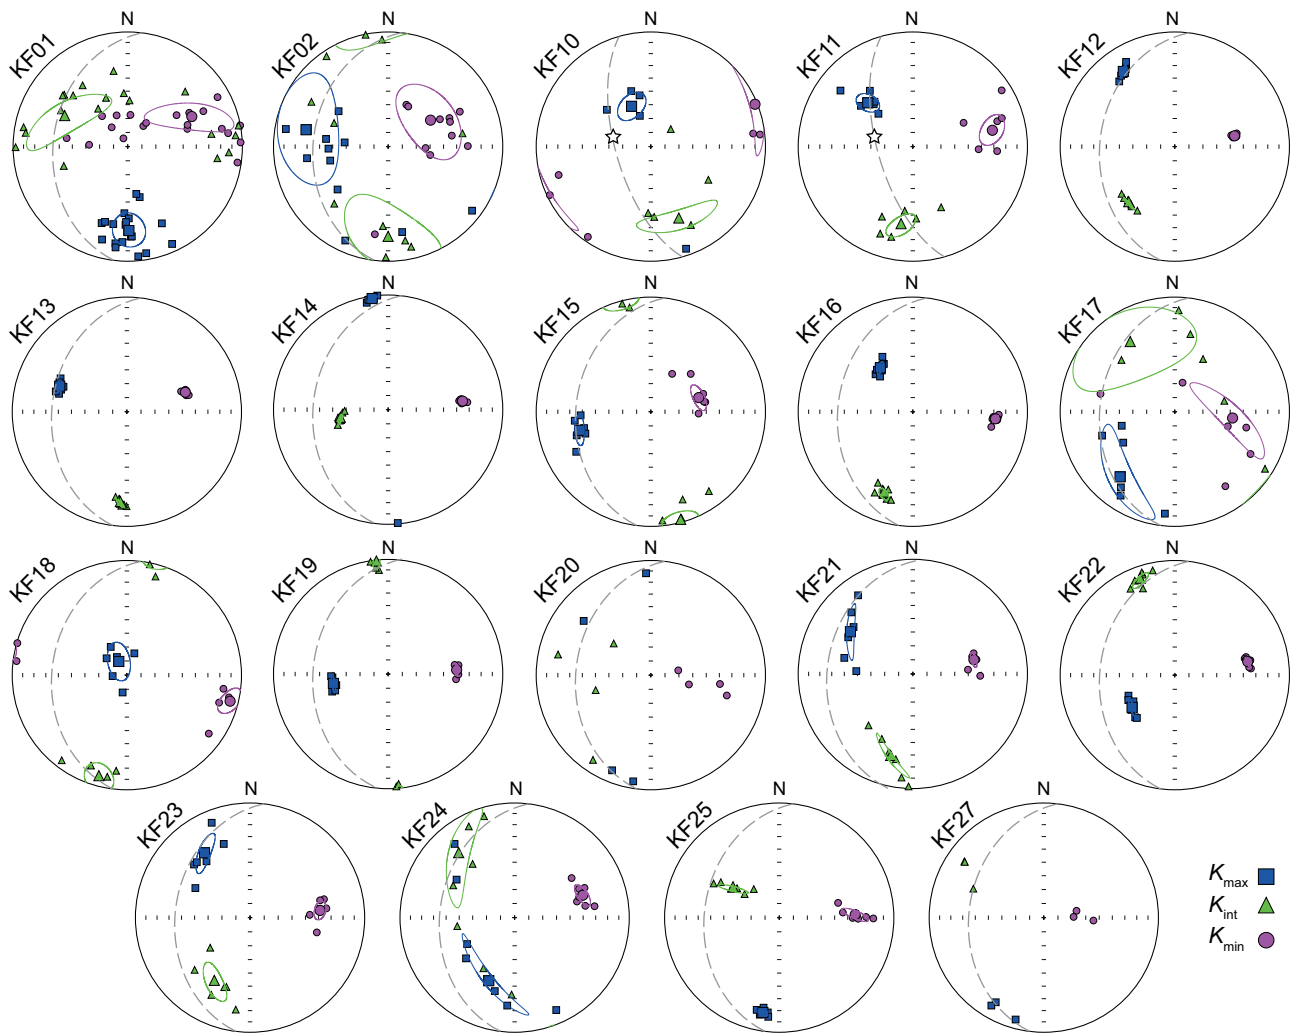 N N N N N
KF01 KF02 KF10 KF11 KF12
N N N N N
KF13 KF14 KF15 KF16 KF17
N N N N N
KF18 KF19 KF20 KF21 KF22
N N N N
KF23 KF24 KF25 KF27
Kmax
Kint
Kmin